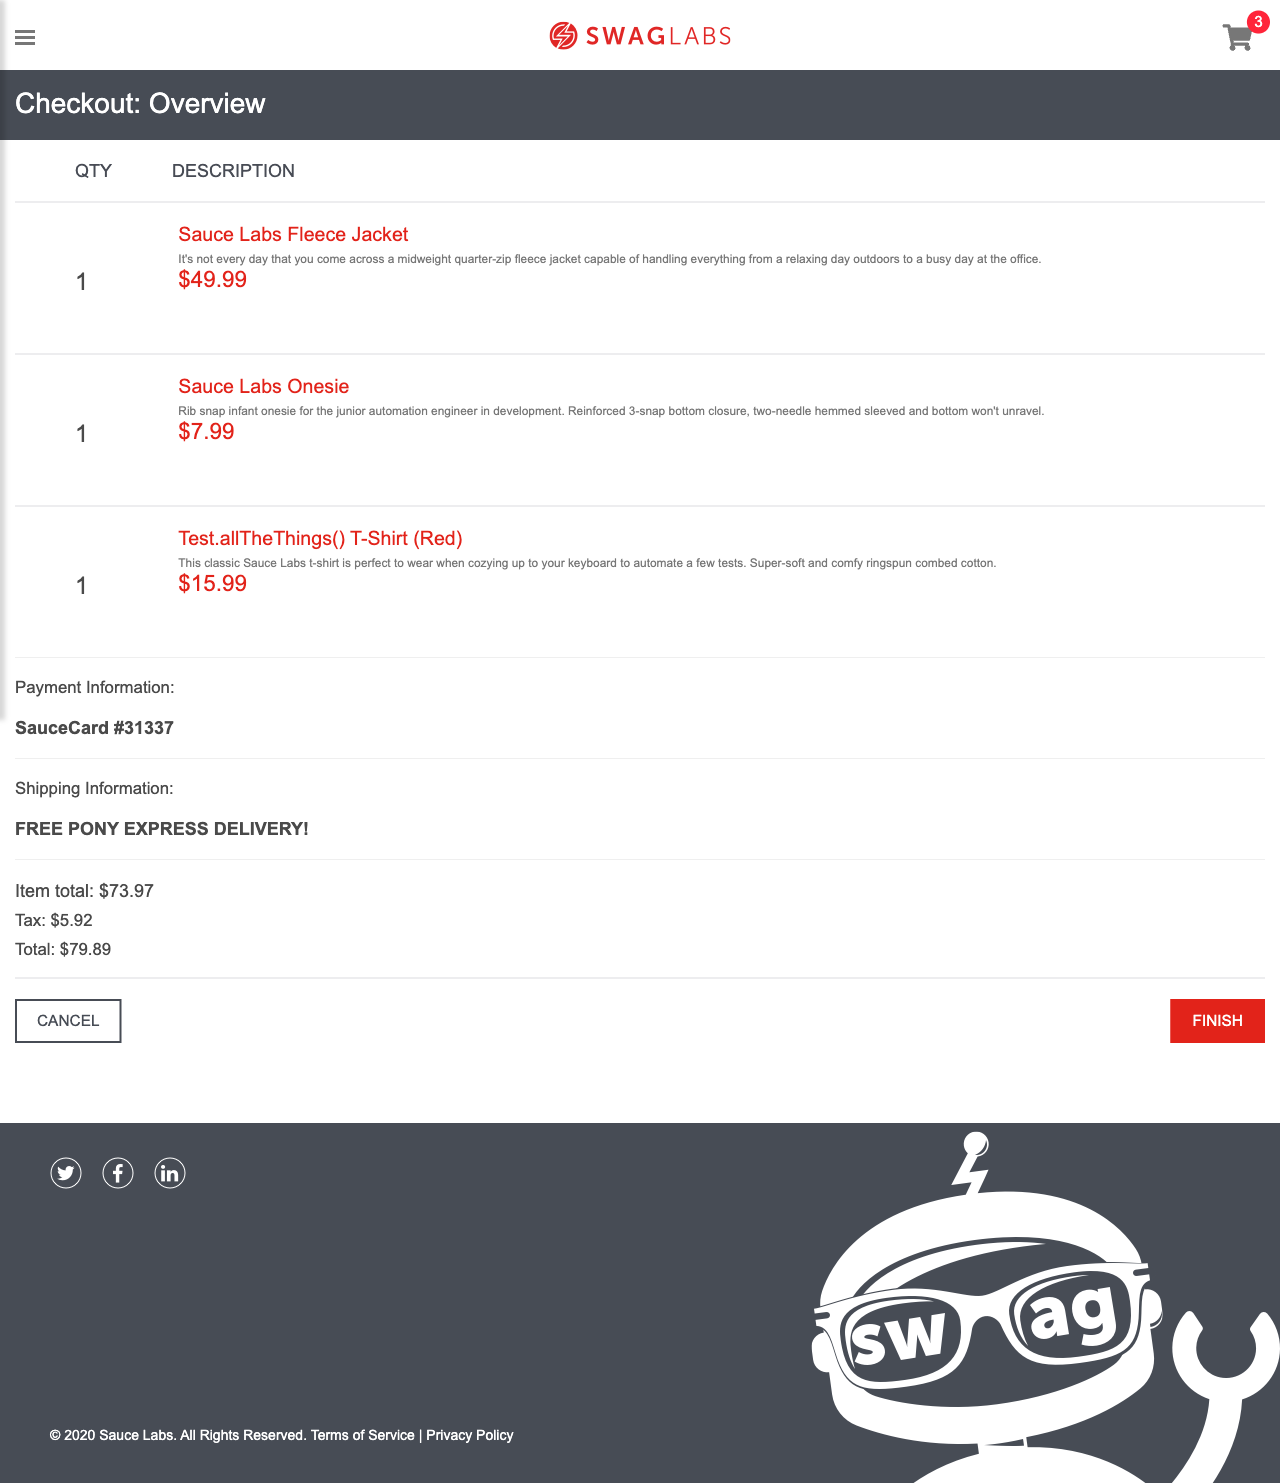 SWAGLABS
3
Checkout: Overview
QTY DESCRIPTION
Sauce Labs Fleece Jacket
It's not every day that you come across a midweight quarter-zip fleece jacket capable of handling everything from a relaxing day outdoors to a busy day at the office.
1
$49.99
Sauce Labs Onesie
Rib snap infant onesie for the junior automation engineer in development. Reinforced 3-snap bottom closure, two-needle hemmed sleeved and bottom won't unravel.
1
$7.99
Test.allTheThings() T-Shirt (Red)
This classic Sauce Labs t-shirt is perfect to wear when cozying up to your keyboard to automate a few tests. Super-soft and comfy ringspun combed cotton.
1
$15.99
Payment Information:
SauceCard #31337
Shipping Information:
FREE PONY EXPRESS DELIVERY!
Item total: $73.97
Tax: $5.92
Total: $79.89
CANCEL
FINISH
sw ag
© 2020 Sauce Labs. All Rights Reserved. Terms of Service | Privacy Policy